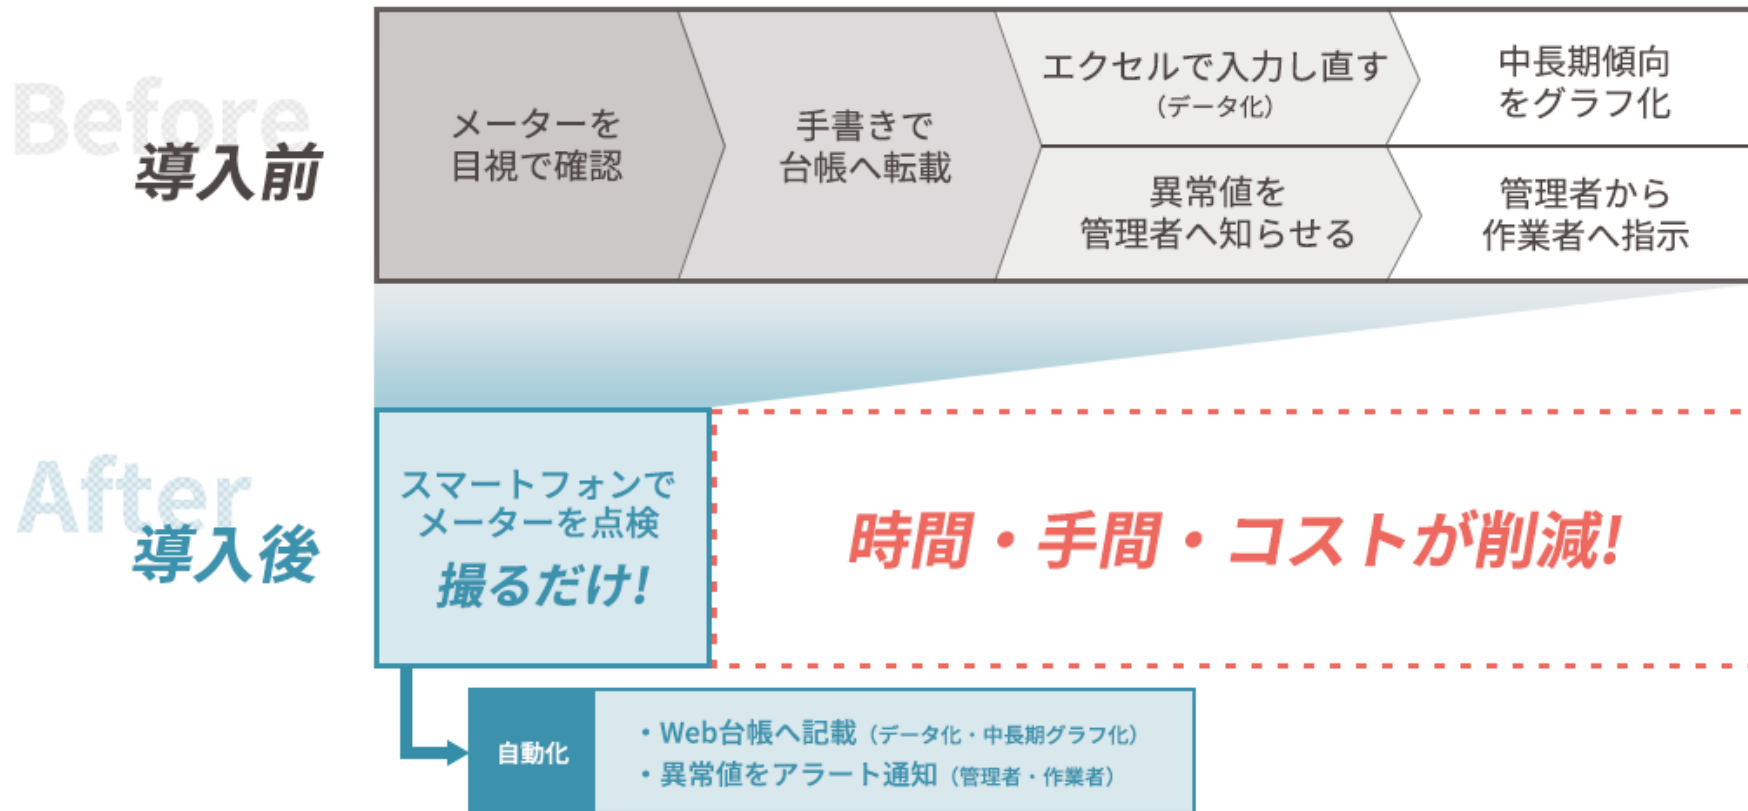 Before
導入前
メーターを
目視で確認
手書きで
台帳へ転載
エクセルで入力し直す
（データ化）
中長期傾向
をグラフ化
異常値を
管理者へ知らせる
管理者から
作業者へ指示
After
導入後
スマートフォンで
メーターを点検
撮るだけ!
時間・手間・コストが削減!
自動化
・Web台帳へ記載（データ化・中長期グラフ化）
・異常値をアラート通知（管理者・作業者）